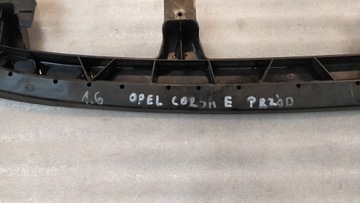 1.6 OPEL CORSA E PRZÓD